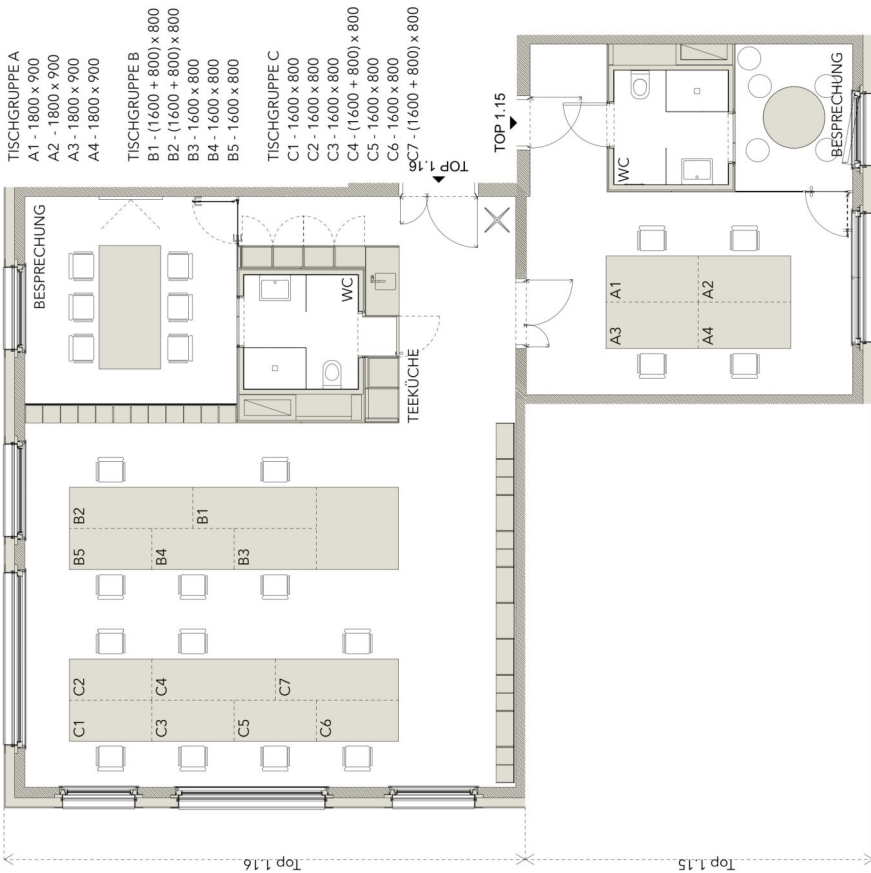 TISCHGRUPPE A
A1 - 1800 x 900
A2 - 1800 x 900
A3 - 1800 x 900
A4 - 1800 x 900
TISCHGRUPPE B
B1 - (1600 + 800) x 800
B2 - (1600 + 800) x 800
B3 - 1600 x 800
B4 - 1600 x 800
B5 - 1600 x 800
TISCHGRUPPE C
C1 - 1600 x 800
C2 - 1600 x 800
C3 - 1600 x 800
C4 - (1600 + 800) x 800
C5 - 1600 x 800
C6 - 1600 x 800
C7 - (1600 + 800) x 800
BESPRECHUNG
WC
TEEKÜCHE
TOP 1.16
TOP 1.15
WC
BESPRECHUNG
A1
A2
A3
A4
B2
B1
B5
B4
B3
C2
C4
C7
C1
C3
C5
C6
Top 1.16
Top 1.15